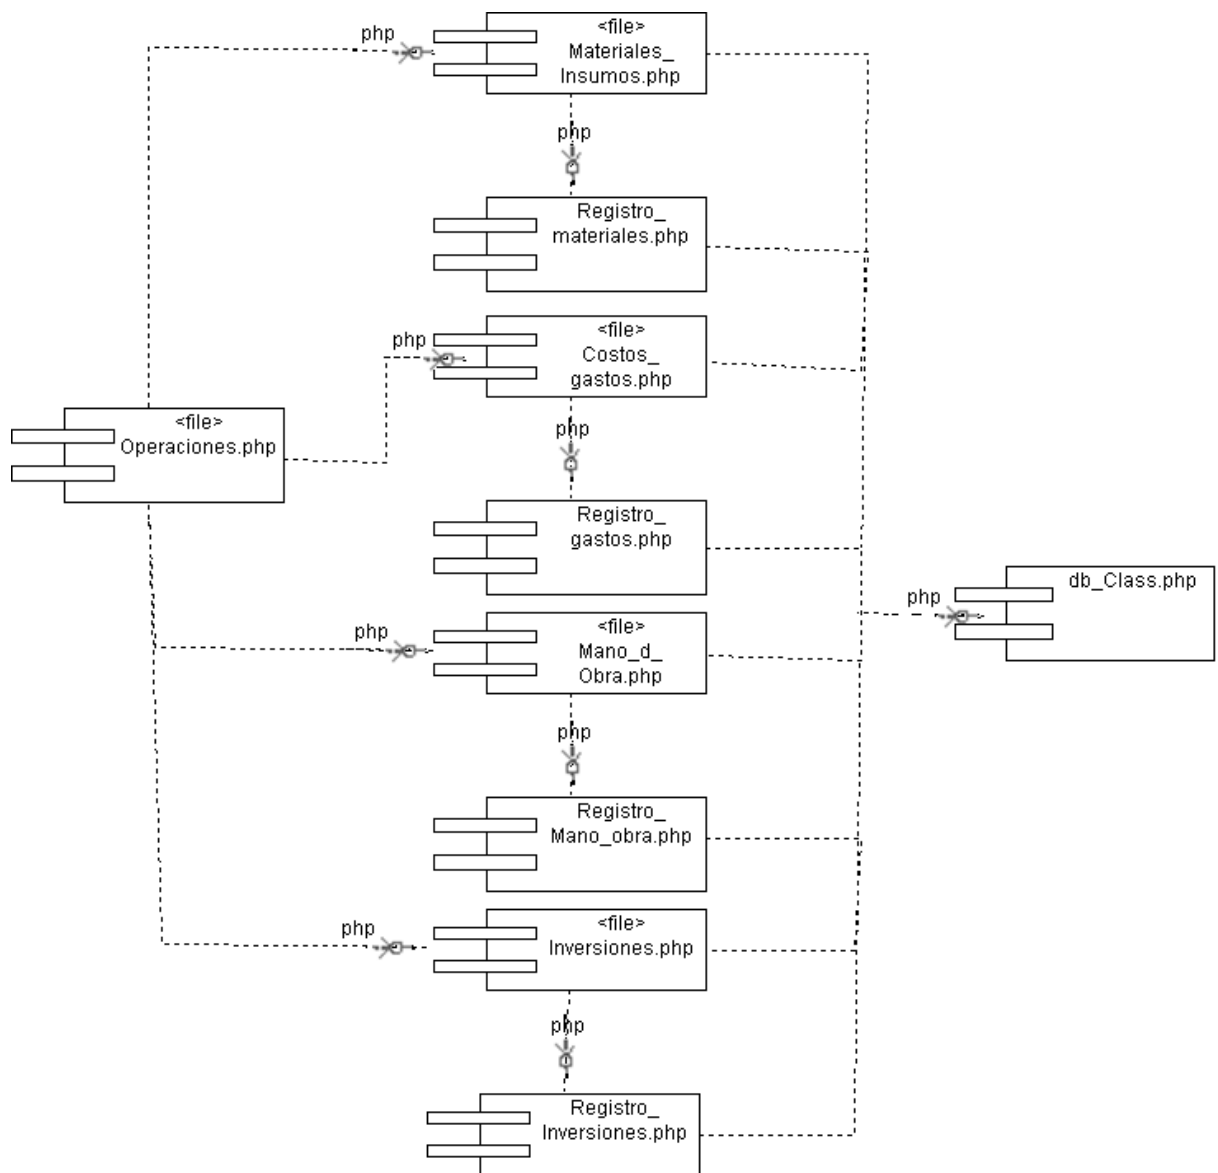 php
<file>
Materiales_
Insumos.php
php
Registro_
materiales.php
php
<file>
Costos_
gastos.php
<file>
Operaciones.php
php
Registro_
gastos.php
php
db_Class.php
php
<file>
Mano_d_
Obra.php
php
Registro_
Mano_obra.php
php
<file>
Inversiones.php
php
Registro_
Inversiones.php